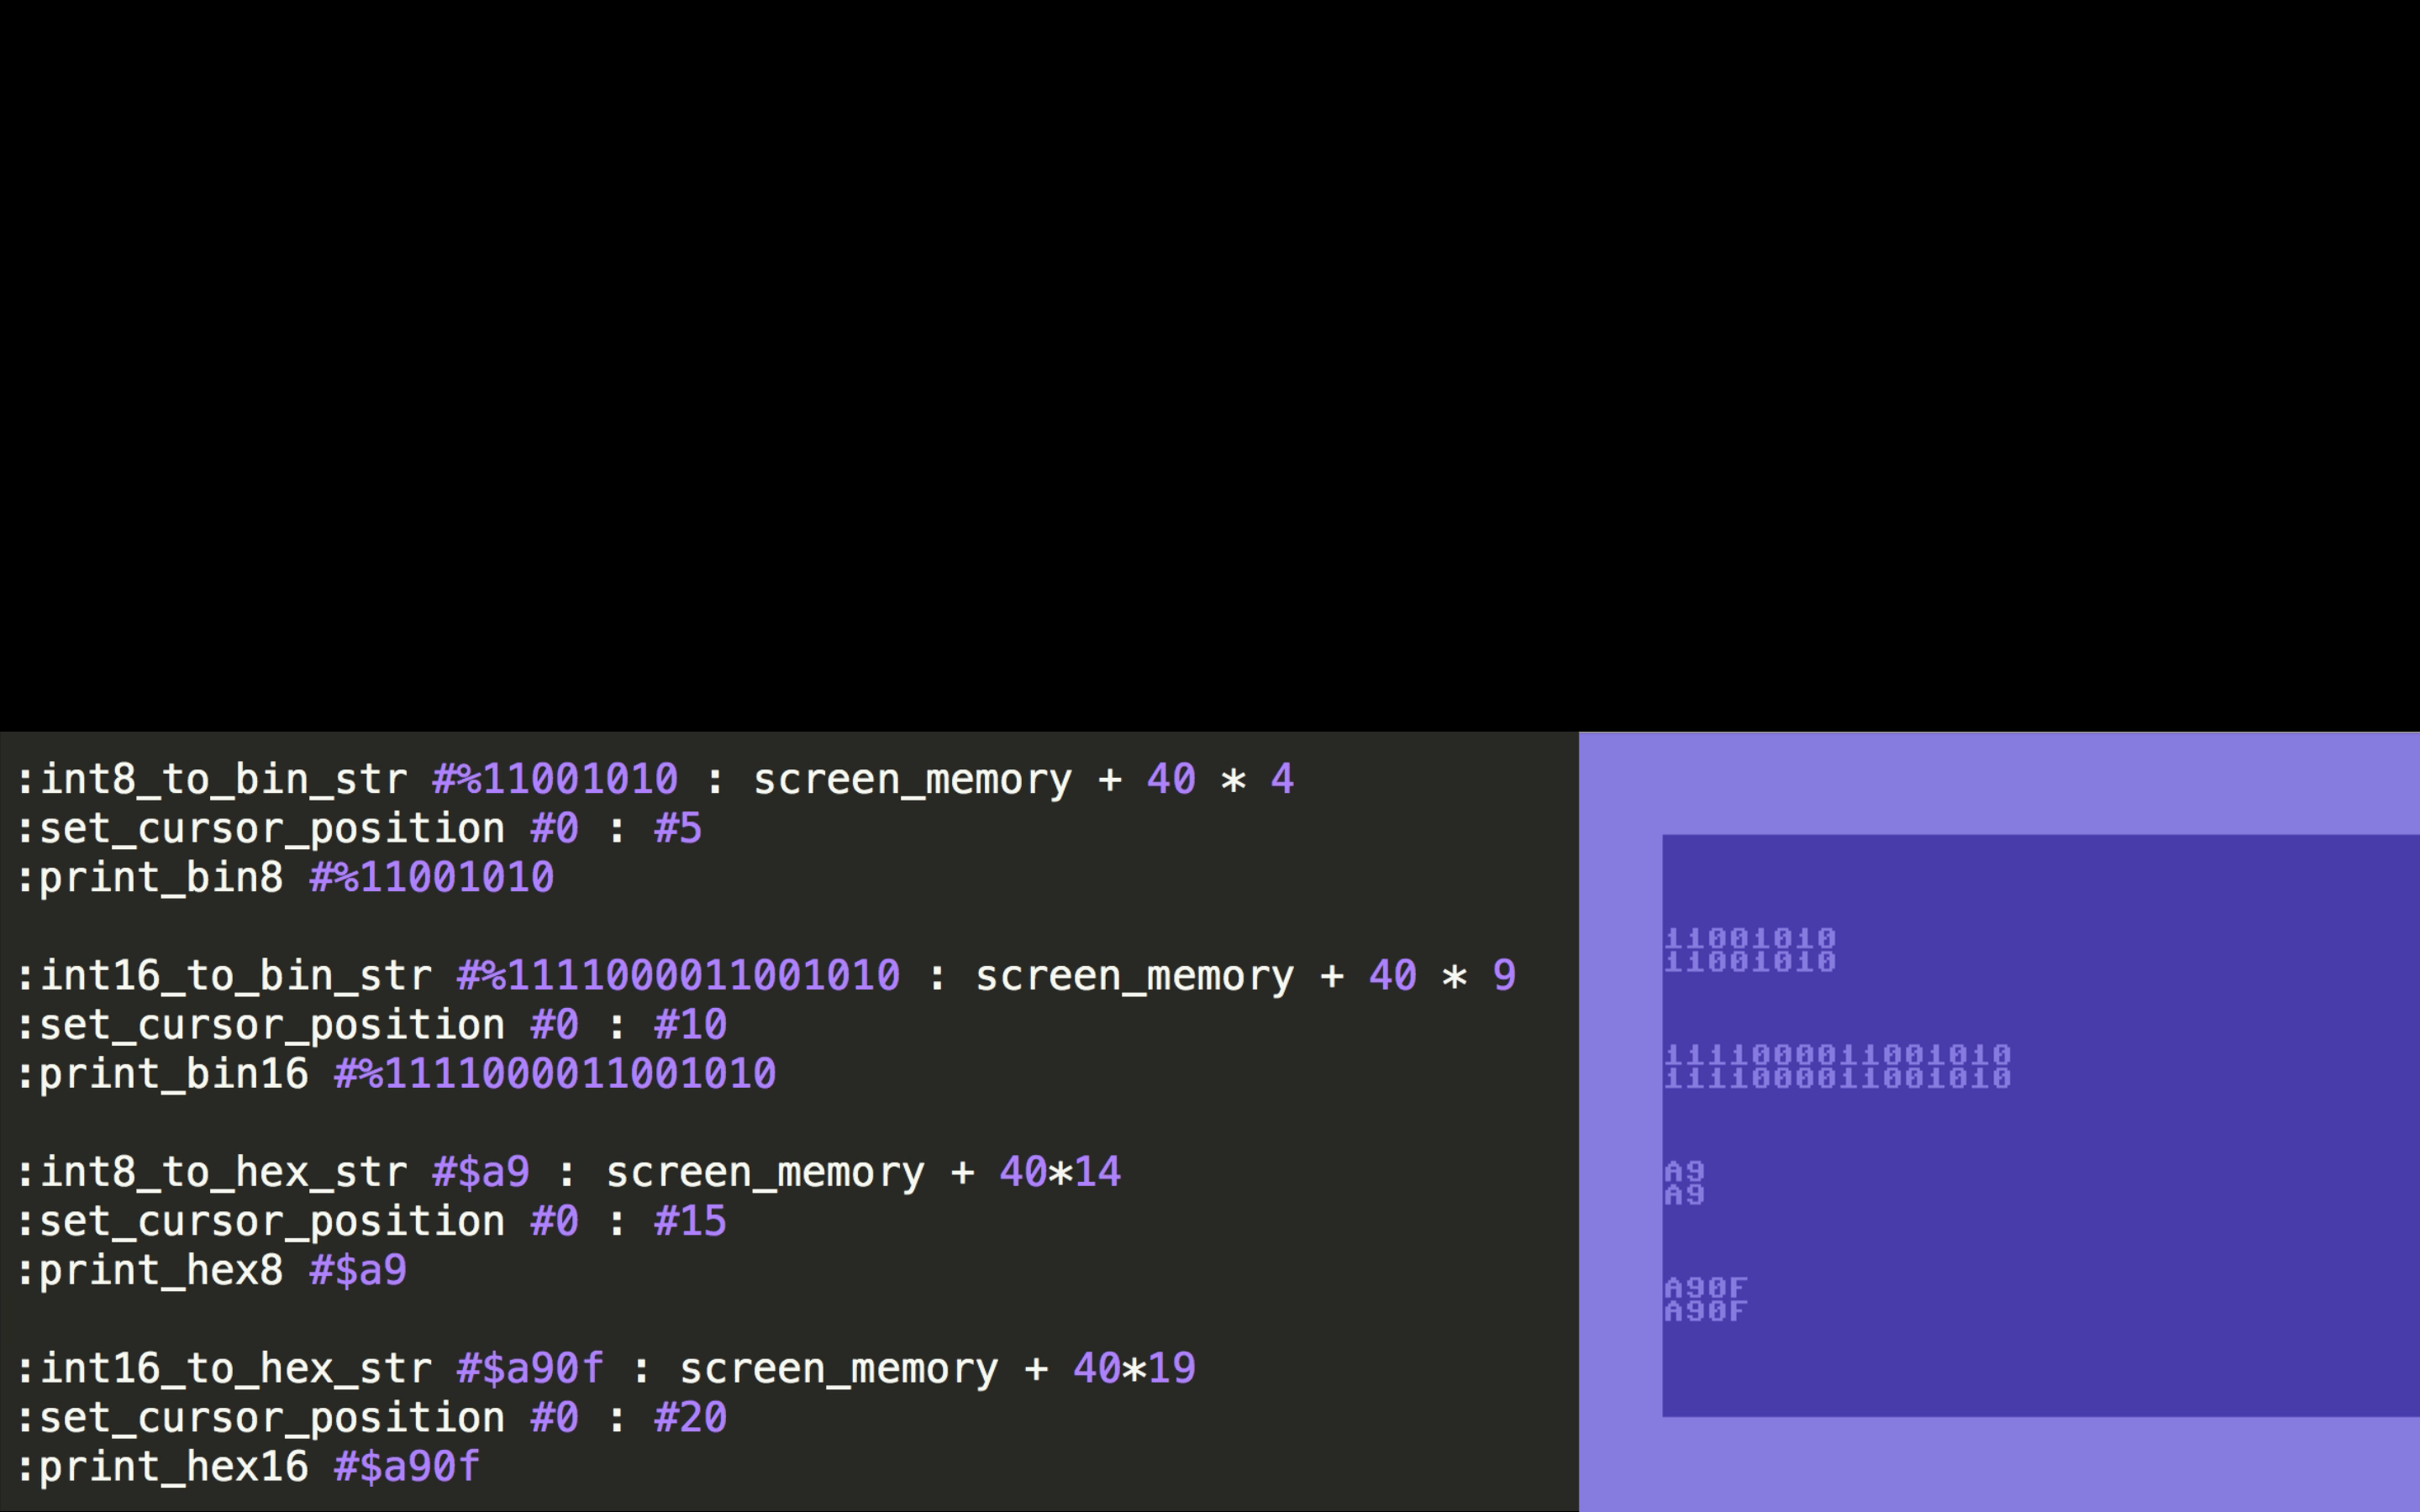 :int8_to_bin_str #%11001010 : screen_memory + 40 * 4
:set_cursor_position #0 : #5
:print_bin8 #%11001010
:int16_to_bin_str #%1111000011001010 : screen_memory + 40 * 9
:set_cursor_position #0 : #10
:print_bin16 #%1111000011001010
:int8_to_hex_str #$a9 : screen_memory + 40*14
:set_cursor_position #0 : #15
:print_hex8 #$a9
:int16_to_hex_str #$a90f : screen_memory + 40*19
:set_cursor_position #0 : #20
:print_hex16 #$a90f
11001010
11001010
1111000011001010
1111000011001010
A9
A9
A90F
A90F